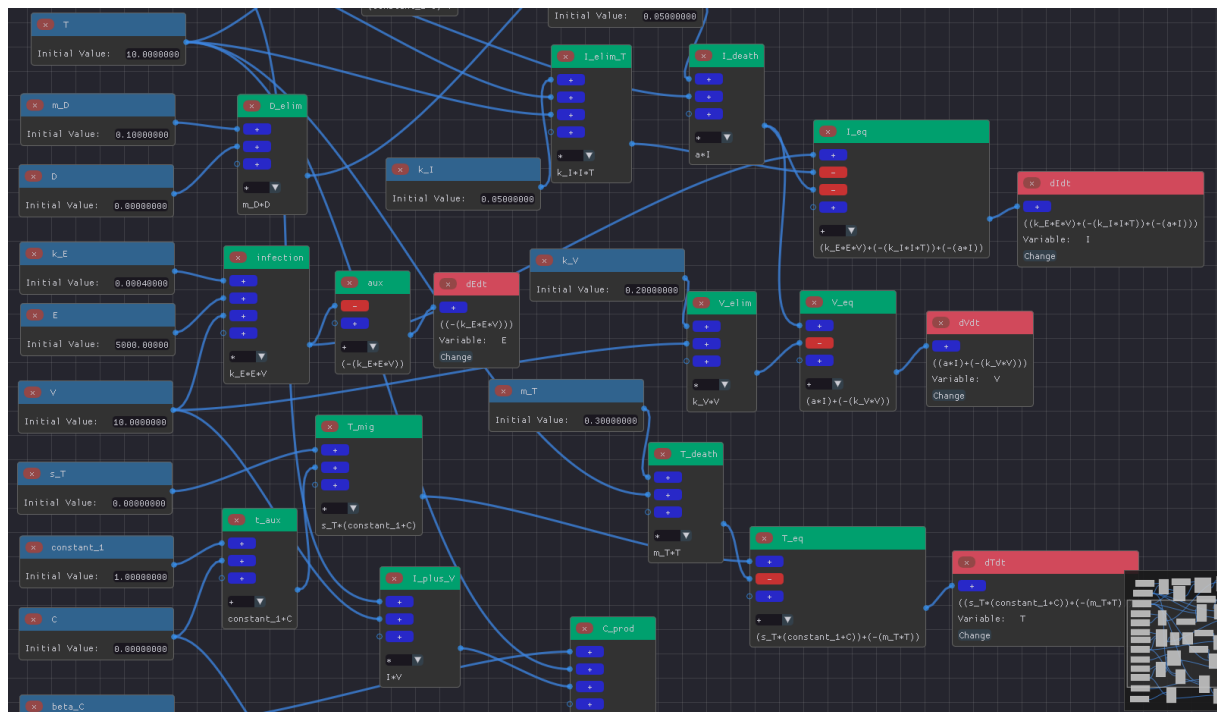 Initial Value: 0.05000000
T
Initial Value: 10.0000000
I_elim_T
k_I*I*T
I_death
a*I
m_D
Initial Value: 0.10000000
D_elim
m_D*D
I_eq
(k_E*E*V)+(-(k_I*I*T))+(-(a*I))
D
Initial Value: 0.00000000
k_I
Initial Value: 0.05000000
dIdt
((k_E*E*V)+(-(k_I*I*T))+(-(a*I)))
Variable: I
Change
k_E
Initial Value: 0.00040000
infection
k_E*E*V
aux
(-(k_E*E*V))
dEdt
((-(k_E*E*V)))
Variable: E
Change
k_V
Initial Value: 0.20000000
V_elim
k_V*V
V_eq
(a*I)+(-(k_V*V))
dVdt
((a*I)+(-(k_V*V)))
Variable: V
Change
E
Initial Value: 5000.00000
V
Initial Value: 10.0000000
m_T
Initial Value: 0.30000000
T_mig
s_T*(constant_1+C)
T_death
m_T*T
s_T
Initial Value: 0.00000000
t_aux
constant_1+C
T_eq
(s_T*(constant_1+C))+(-(m_T*T))
dTdt
((s_T*(constant_1+C))+(-(m_T*T)
Variable: T
Change
constant_1
Initial Value: 1.00000000
I_plus_V
I*V
C
Initial Value: 0.00000000
C_prod
beta_C